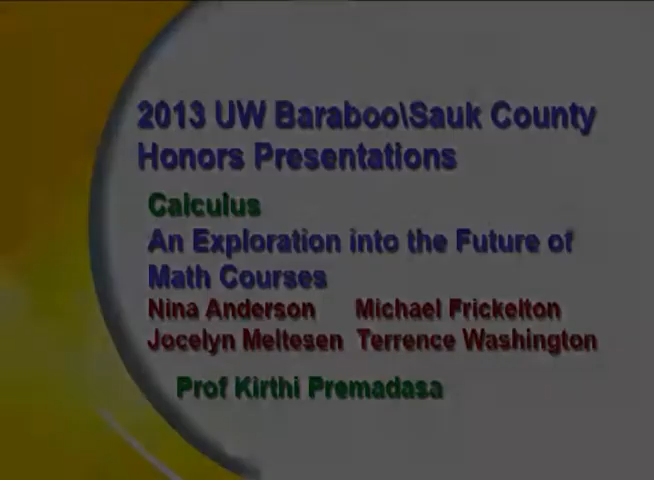 2013 UW Baraboo\Sauk County
Honors Presentations
Calculus
An Exploration into the Future of
Math Courses
Nina Anderson Michael Frickelton
Jocelyn Meltesen Terrence Washington
Prof Kirthi Premadasa